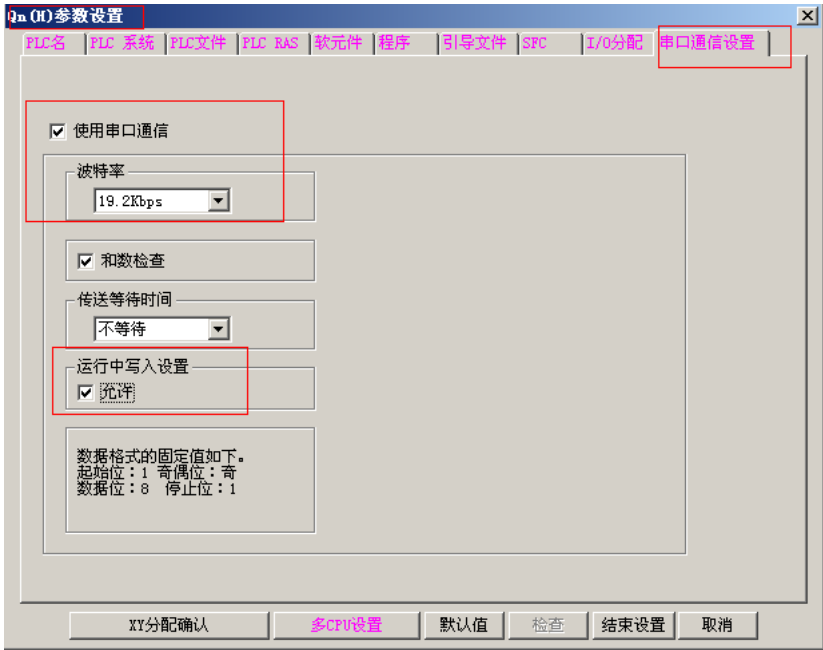 Qn(H)参数设置
PLC名 PLC 系统 PLC文件 PLC RAS 软元件 程序 引导文件 SFC I/O分配 串口通信设置
使用串口通信
波特率
19.2Kbps
和数检查
传送等待时间
不等待
运行中写入设置
允许
数据格式的固定值如下。
起始位：1 奇偶位：奇
数据位：8 停止位：1
XY分配确认 多CPU设置 默认值 检查 结束设置 取消